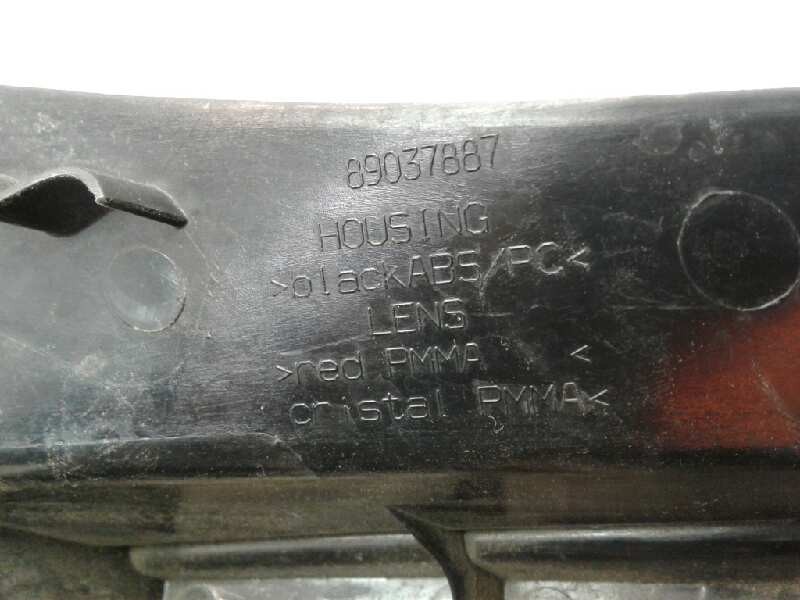 89037887
HOUSING
>blackABS/PC<
LENS
>red PMMA <
cristal PMMA<